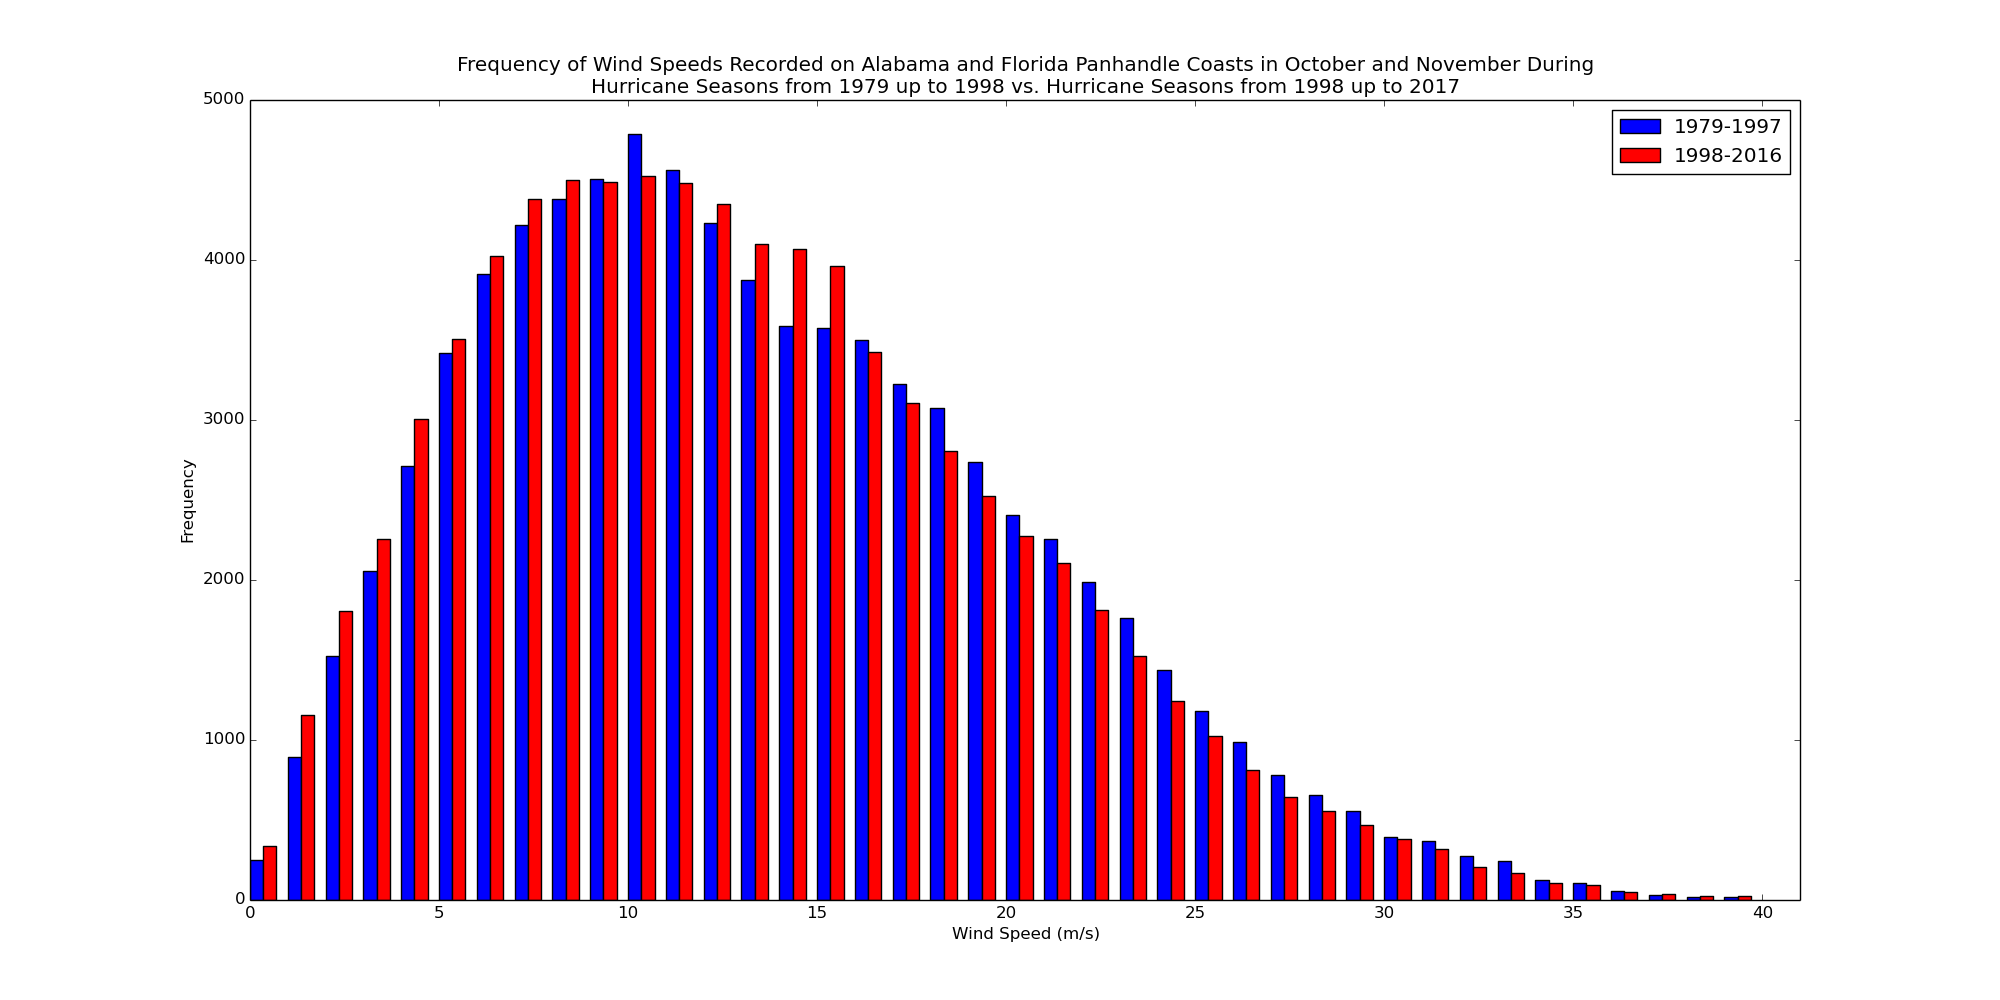 Frequency of Wind Speeds Recorded on Alabama and Florida Panhandle Coasts in October and November During
Hurricane Seasons from 1979 up to 1998 vs. Hurricane Seasons from 1998 up to 2017
5000
4000
3000
2000
1000
0
Frequency
1979-1997
1998-2016
0 5 10 15 20 25 30 35 40
Wind Speed (m/s)